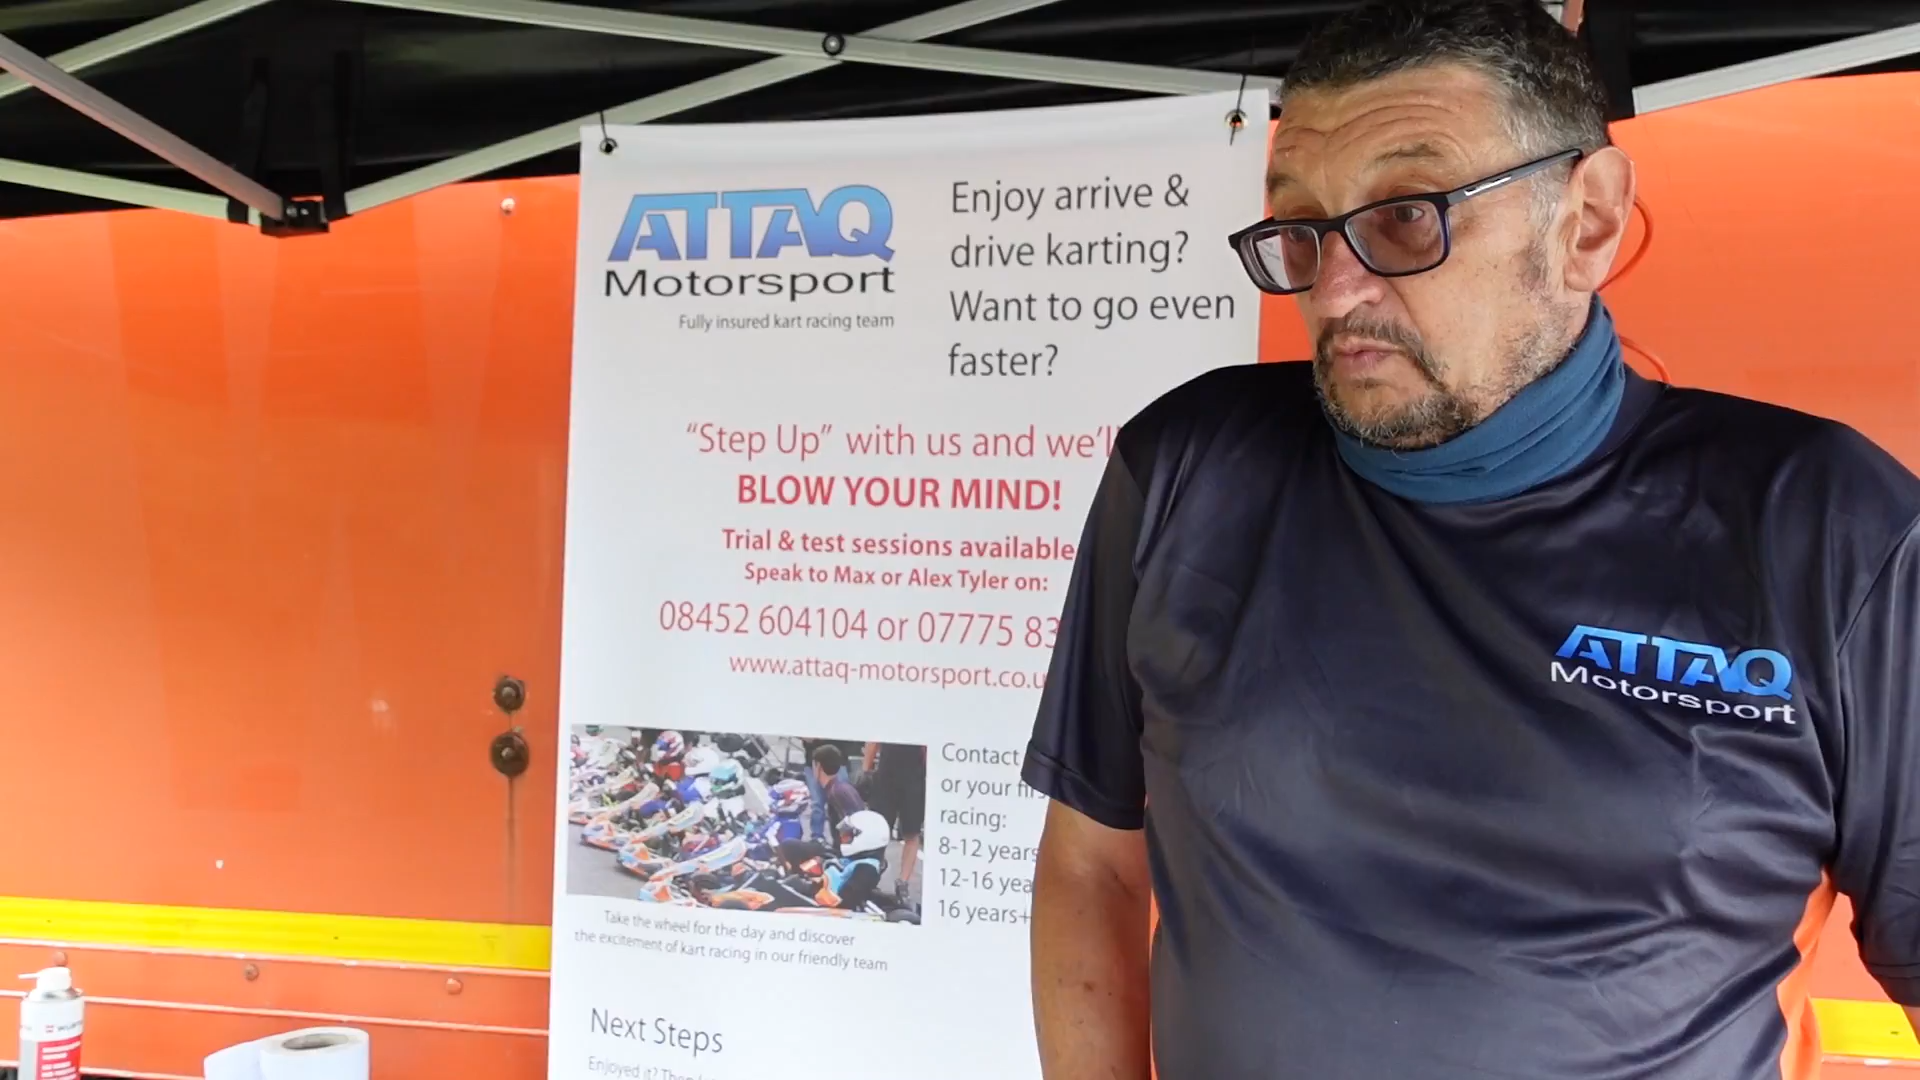 ATTAQ
Motorsport
Fully insured kart racing team
Enjoy arrive &
drive karting?
Want to go even
faster?
“Step Up” with us and we’ll
BLOW YOUR MIND!
Trial & test sessions available
Speak to Max or Alex Tyler on:
08452 604104 or 07775 83
www.attaq-motorsport.co.u
Contact
or your firs
racing:
8-12 years
12-16 yea
16 years+
Take the wheel for the day and discover
the excitement of kart racing in our friendly team
Next Steps
Enjoyed it?
ATTAQ
Motorsport